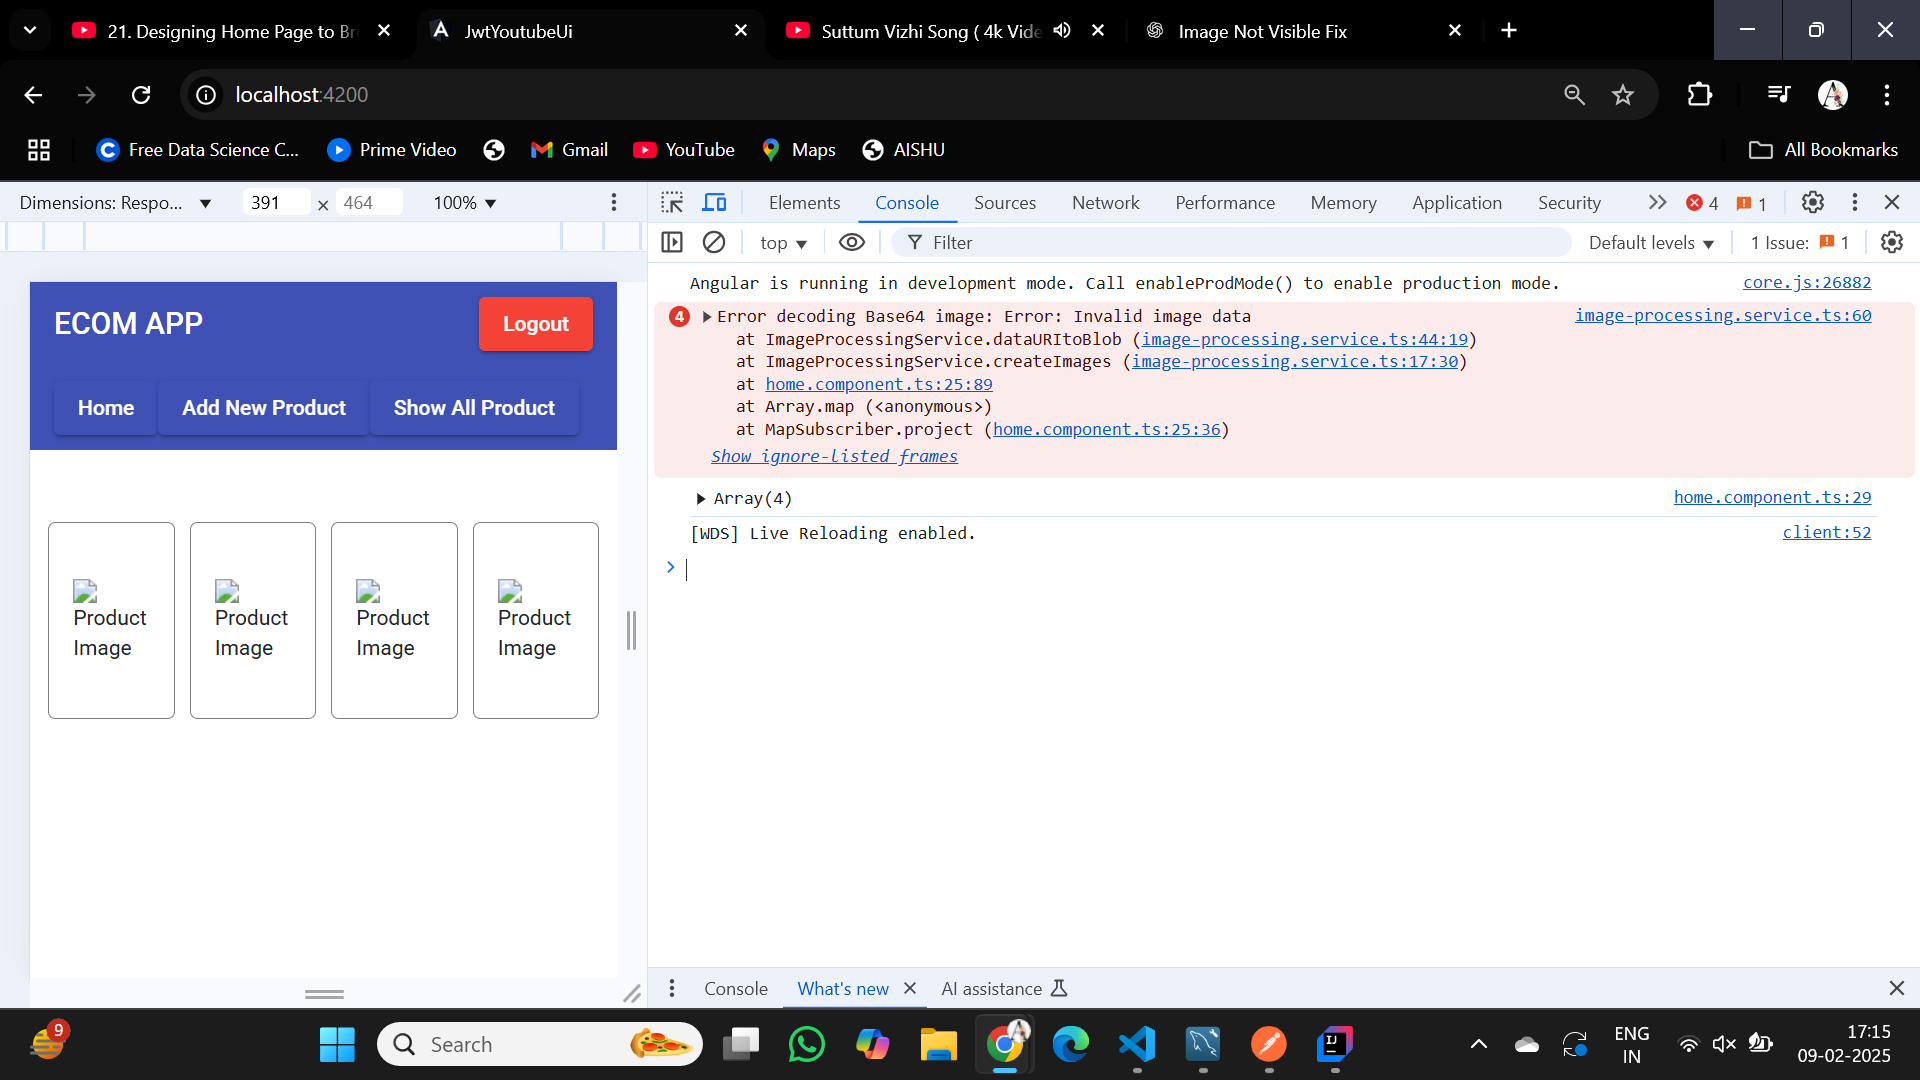 21. Designing Home Page to Br
JwtYoutubeUi
Suttum Vizhi Song ( 4k Vide
Image Not Visible Fix
localhost:4200
Free Data Science C...
Prime Video
Gmail
YouTube
Maps
AISHU
All Bookmarks
Dimensions: Respo...
391
×
464
100%
Elements
Console
Sources
Network
Performance
Memory
Application
Security
4
1
top
Filter
Default levels
1 Issue:
1
ECOM APP
Logout
Home
Add New Product
Show All Product
Product
Image
Product
Image
Product
Image
Product
Image
Angular is running in development mode. Call enableProdMode() to enable production mode.
core.js:26882
4
Error decoding Base64 image: Error: Invalid image data
image-processing.service.ts:60
at ImageProcessingService.dataURItoBlob (image-processing.service.ts:44:19)
at ImageProcessingService.createImages (image-processing.service.ts:17:30)
at home.component.ts:25:89
at Array.map (<anonymous>)
at MapSubscriber.project (home.component.ts:25:36)
Show ignore-listed frames
Array(4)
home.component.ts:29
[WDS] Live Reloading enabled.
client:52
Console
What's new
AI assistance
9
Search
ENG
IN
17:15
09-02-2025